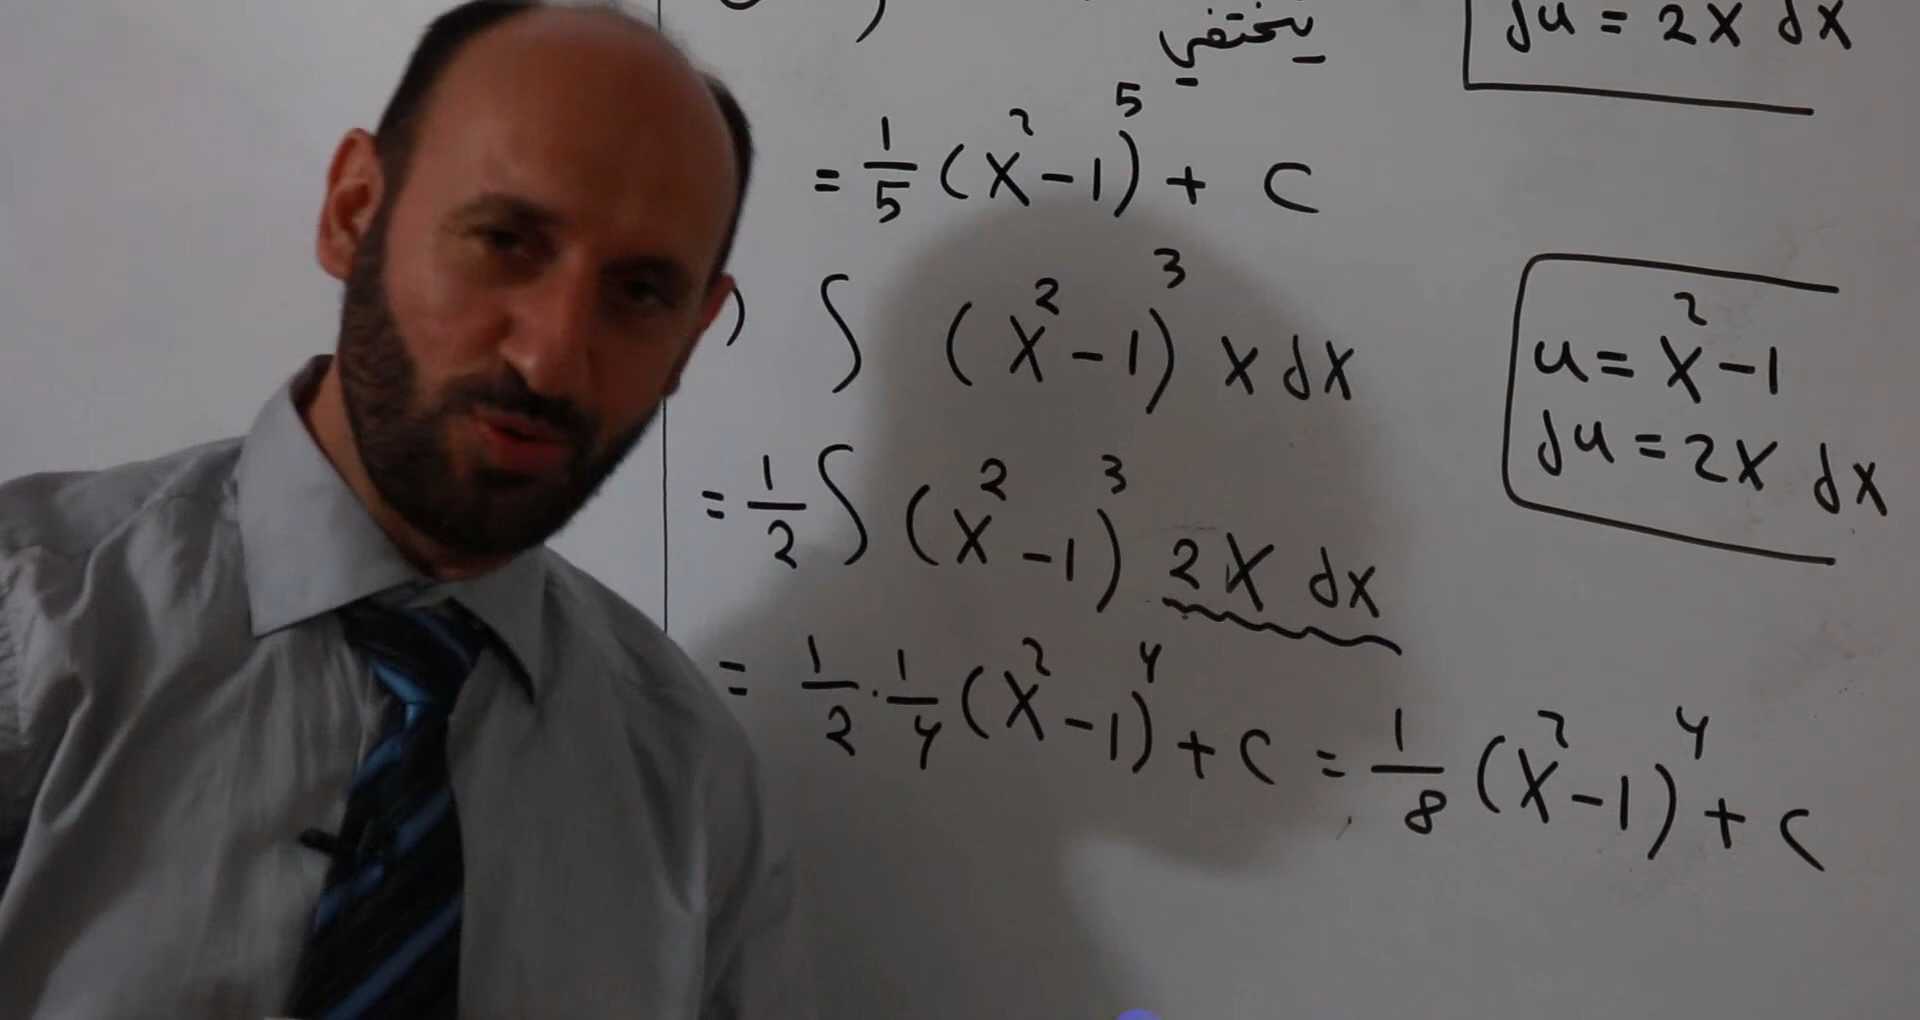 يختفي
du = 2x dx
= 1/5 (x² - 1)⁵ + c
) ∫ (x² - 1)³ x dx
u = x² - 1
du = 2x dx
= 1/2 ∫ (x² - 1)³ 2x dx
= 1/2 · 1/4 (x² - 1)⁴ + c = 1/8 (x² - 1)⁴ + c